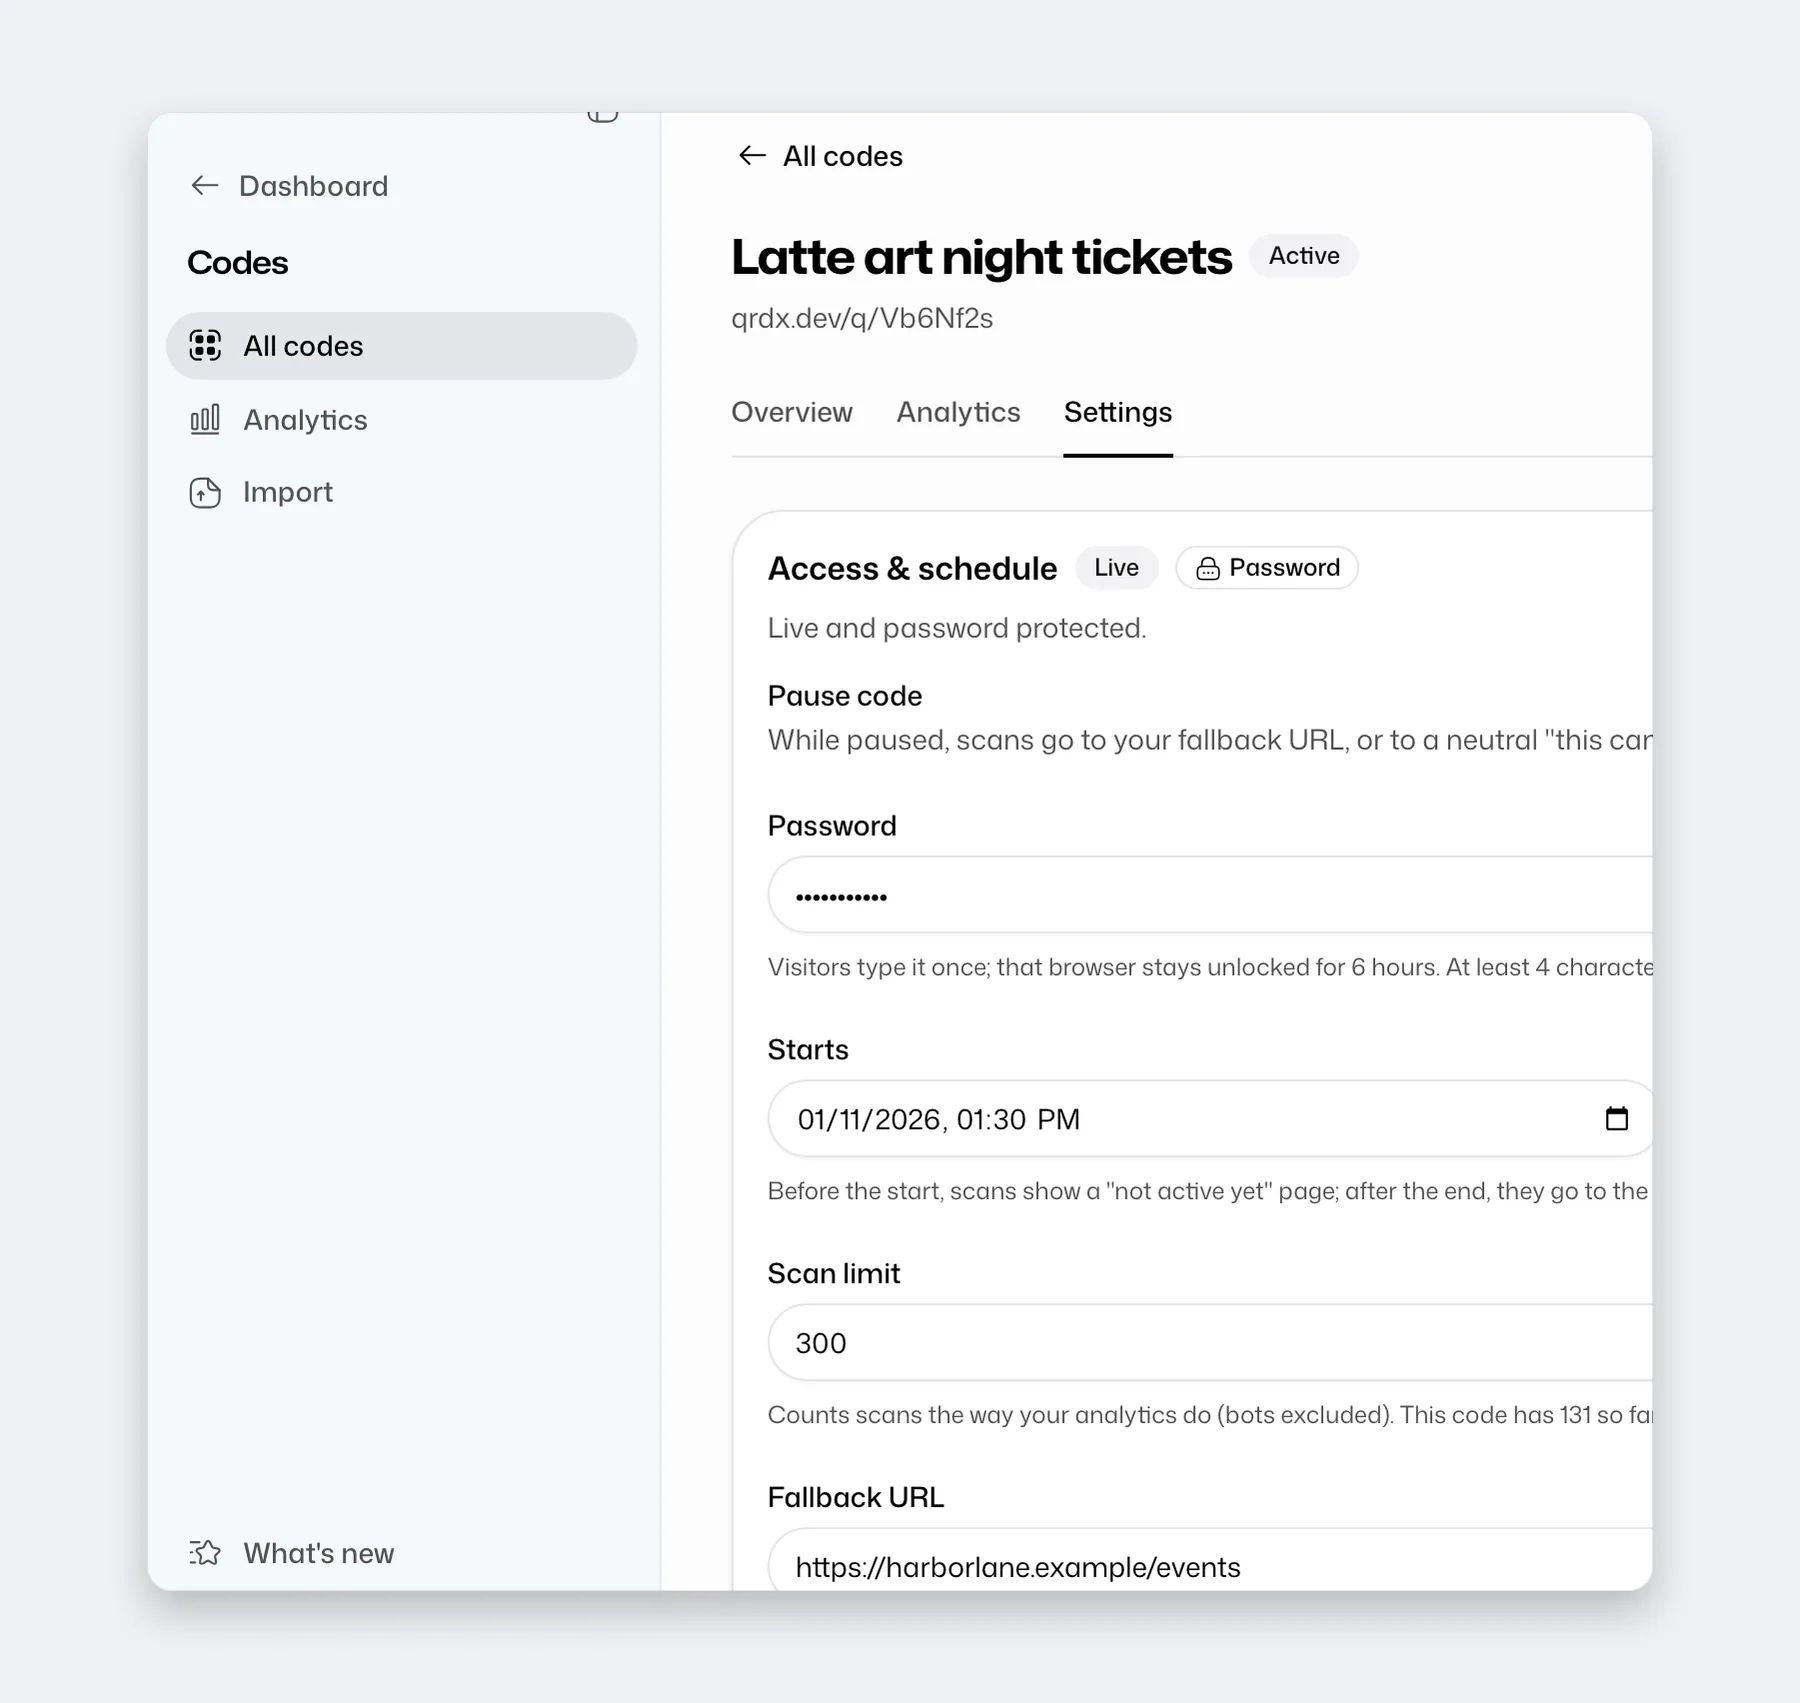 Dashboard
Codes
All codes
Analytics
Import
What's new
All codes
Latte art night tickets
Active
qrdx.dev/q/Vb6Nf2s
Overview
Analytics
Settings
Access & schedule
Live
Password
Live and password protected.
Pause code
While paused, scans go to your fallback URL, or to a neutral "this
Password
•••••••••••
Visitors type it once; that browser stays unlocked for 6 hours. At least 4
Starts
01/11/2026, 01:30 PM
Before the start, scans show a "not active yet" page; after the end, they go to the
Scan limit
300
Counts scans the way your analytics do (bots excluded). This code has 131 so
Fallback URL
https://harborlane.example/events